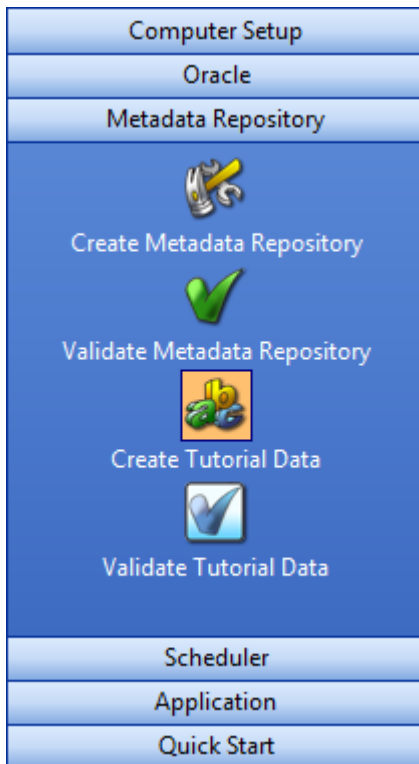 Computer Setup
Oracle
Metadata Repository
Create Metadata Repository
Validate Metadata Repository
abc
Create Tutorial Data
Validate Tutorial Data
Scheduler
Application
Quick Start